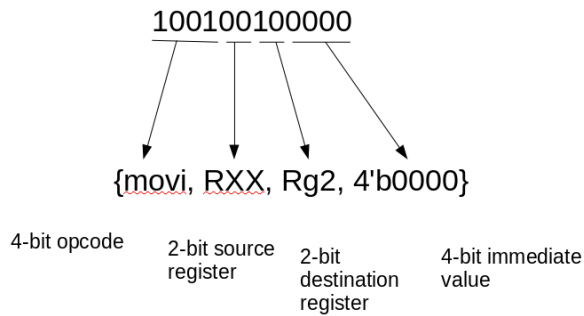 100100100000
{movi, RXX, Rg2, 4'b0000}
4-bit opcode
2-bit source
register
2-bit
destination
register
4-bit immediate
value